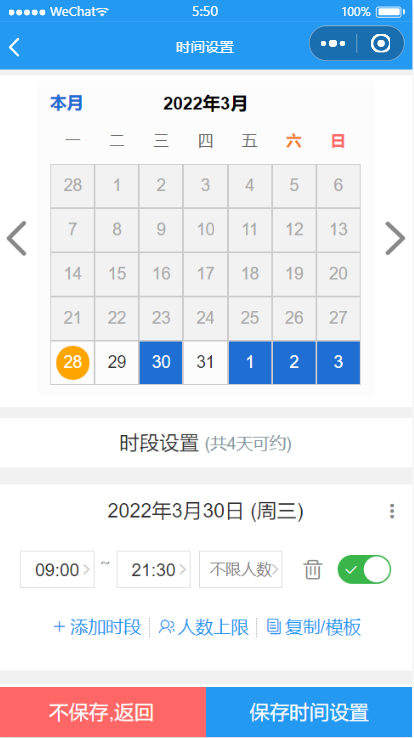 WeChat 5:50 100%
时间设置
本月 2022年3月
一 二 三 四 五 六 日
28 1 2 3 4 5 6
7 8 9 10 11 12 13
14 15 16 17 18 19 20
21 22 23 24 25 26 27
28 29 30 31 1 2 3
时段设置 (共4天可约)
2022年3月30日 (周三)
09:00 ~ 21:30 不限人数
+ 添加时段 人数上限 复制/模板
不保存,返回 保存时间设置